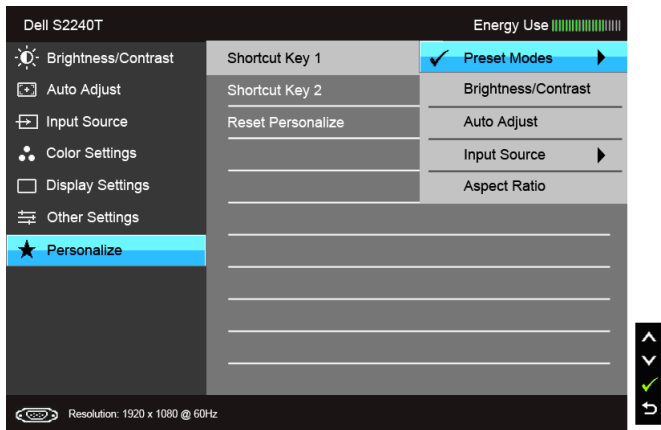 Dell S2240T
Energy Use
Brightness/Contrast
Auto Adjust
Input Source
Color Settings
Display Settings
Other Settings
Personalize
Shortcut Key 1
Shortcut Key 2
Reset Personalize
Preset Modes
Brightness/Contrast
Auto Adjust
Input Source
Aspect Ratio
Resolution: 1920 x 1080 @ 60Hz